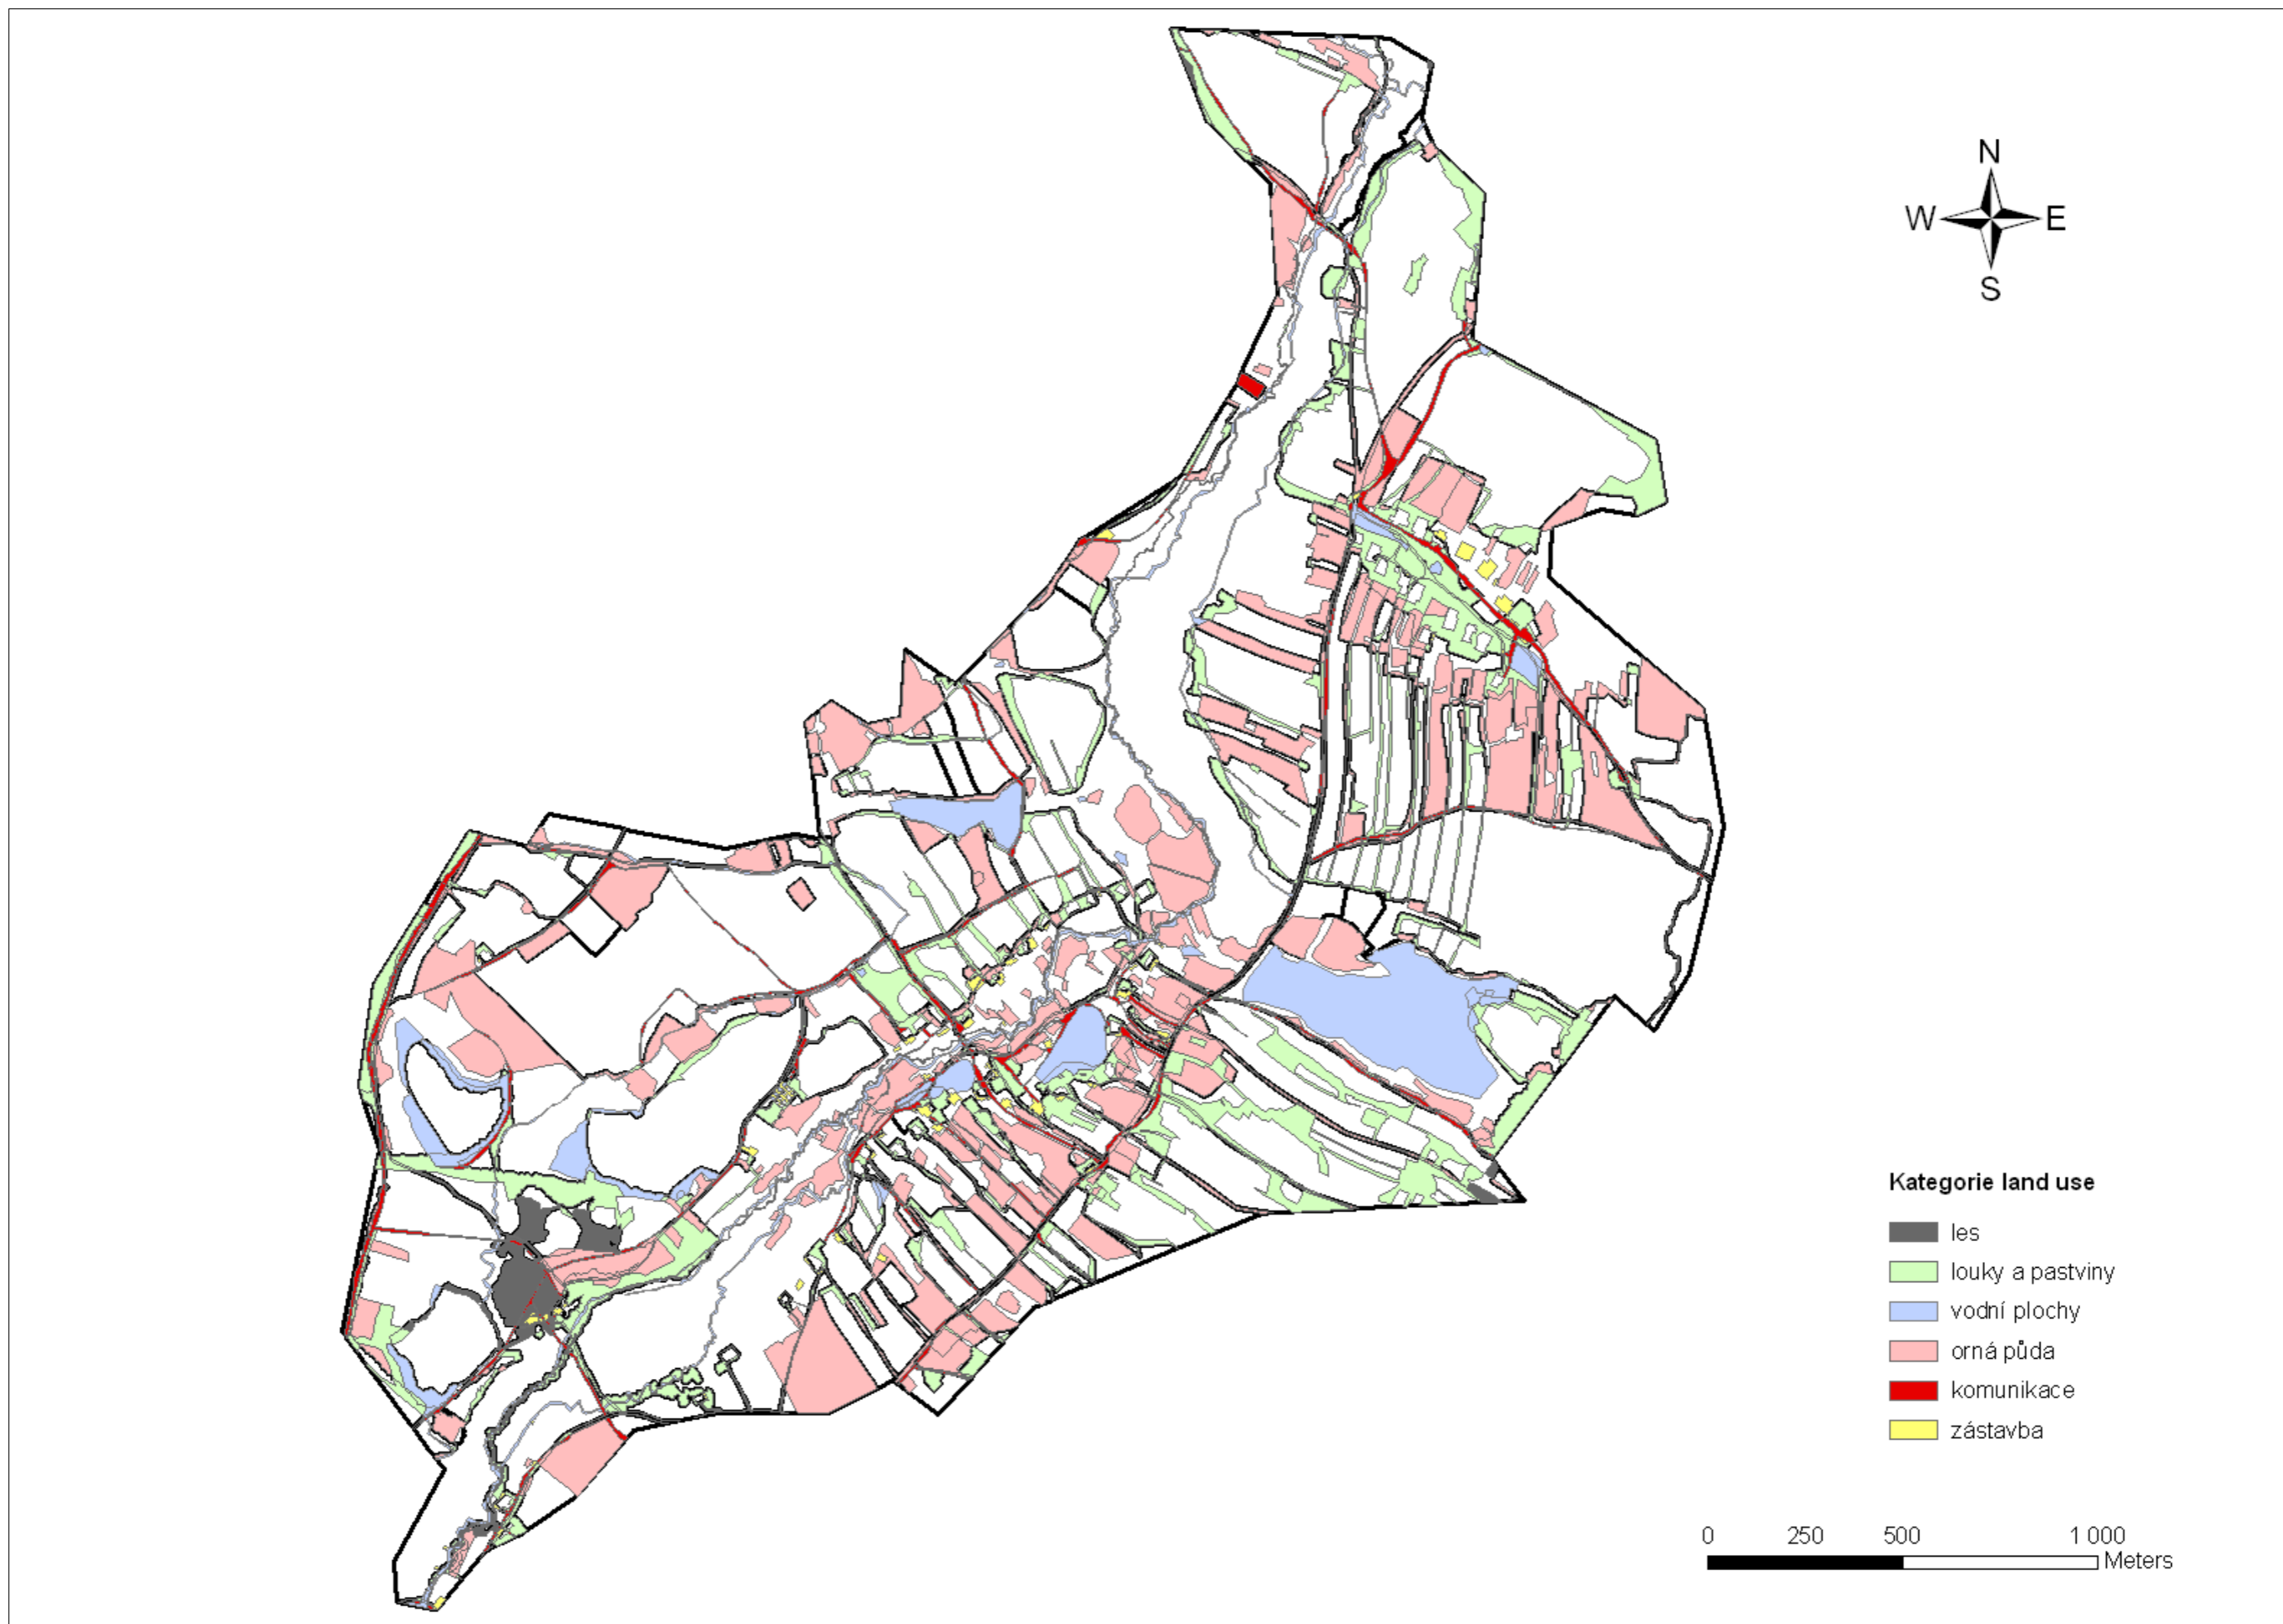 N
W E
S
Kategorie land use
les
louky a pastviny
vodní plochy
orná půda
komunikace
zástavba
0 250 500 1 000
Meters